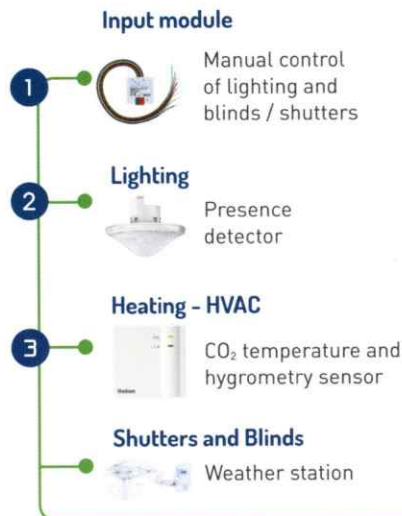 Input module
1
Manual control
of lighting and
blinds / shutters
Lighting
2
Presence
detector
Heating - HVAC
3
CO₂ temperature and
hygrometry sensor
Shutters and Blinds
Weather station